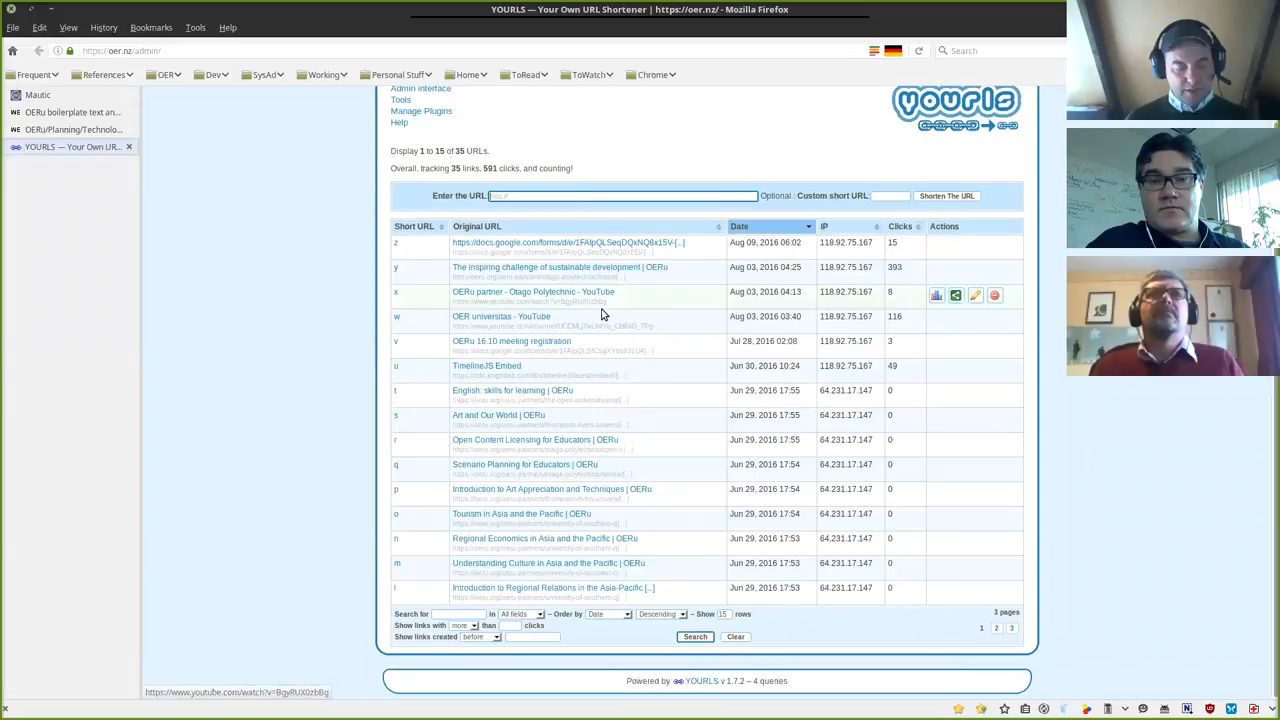 YOURLS — Your Own URL Shortener | https://oer.nz/ - Mozilla Firefox
File Edit View History Bookmarks Tools Help
https://oer.nz/admin/
Search
Frequent References OER Dev SysAd Working Personal Stuff Home ToRead ToWatch Chrome
Mautic
OERu boilerplate text an...
OERu/Planning/Technolo...
YOURLS — Your Own UR...
Admin interface
Tools
Manage Plugins
Help
YOURLS
Display 1 to 15 of 35 URLs.
Overall, tracking 35 links, 591 clicks, and counting!
Enter the URL: http:// Optional : Custom short URL: Shorten The URL
Short URL Original URL Date IP Clicks Actions
z https://docs.google.com/forms/d/e/1FAIpQLSeqDQxNQ8x15V-[..] Aug 09, 2016 06:02 118.92.75.167 15
y The inspiring challenge of sustainable development | OERu Aug 03, 2016 04:25 118.92.75.167 393
x OERu partner - Otago Polytechnic - YouTube Aug 03, 2016 04:13 118.92.75.167 8
https://www.youtube.com/watch?v=BgyRUX0zbBg
w OER universitas - YouTube Aug 03, 2016 03:40 118.92.75.167 116
v OERu 16.10 meeting registration Jul 28, 2016 02:08 118.92.75.167 3
u TimelineJS Embed Jun 30, 2016 10:24 118.92.75.167 49
t English: skills for learning | OERu Jun 29, 2016 17:55 64.231.17.147 0
s Art and Our World | OERu Jun 29, 2016 17:55 64.231.17.147 0
r Open Content Licensing for Educators | OERu Jun 29, 2016 17:55 64.231.17.147 0
q Scenario Planning for Educators | OERu Jun 29, 2016 17:54 64.231.17.147 0
p Introduction to Art Appreciation and Techniques | OERu Jun 29, 2016 17:54 64.231.17.147 0
o Tourism in Asia and the Pacific | OERu Jun 29, 2016 17:54 64.231.17.147 0
n Regional Economics in Asia and the Pacific | OERu Jun 29, 2016 17:53 64.231.17.147 0
m Understanding Culture in Asia and the Pacific | OERu Jun 29, 2016 17:53 64.231.17.147 0
l Introduction to Regional Relations in the Asia-Pacific [...] Jun 29, 2016 17:53 64.231.17.147 0
Search for in All fields – Order by Date Descending – Show 15 rows 3 pages
Show links with more than clicks 1 2 3
Show links created before Search Clear
Powered by YOURLS v 1.7.2 – 4 queries
https://www.youtube.com/watch?v=BgyRUX0zbBg